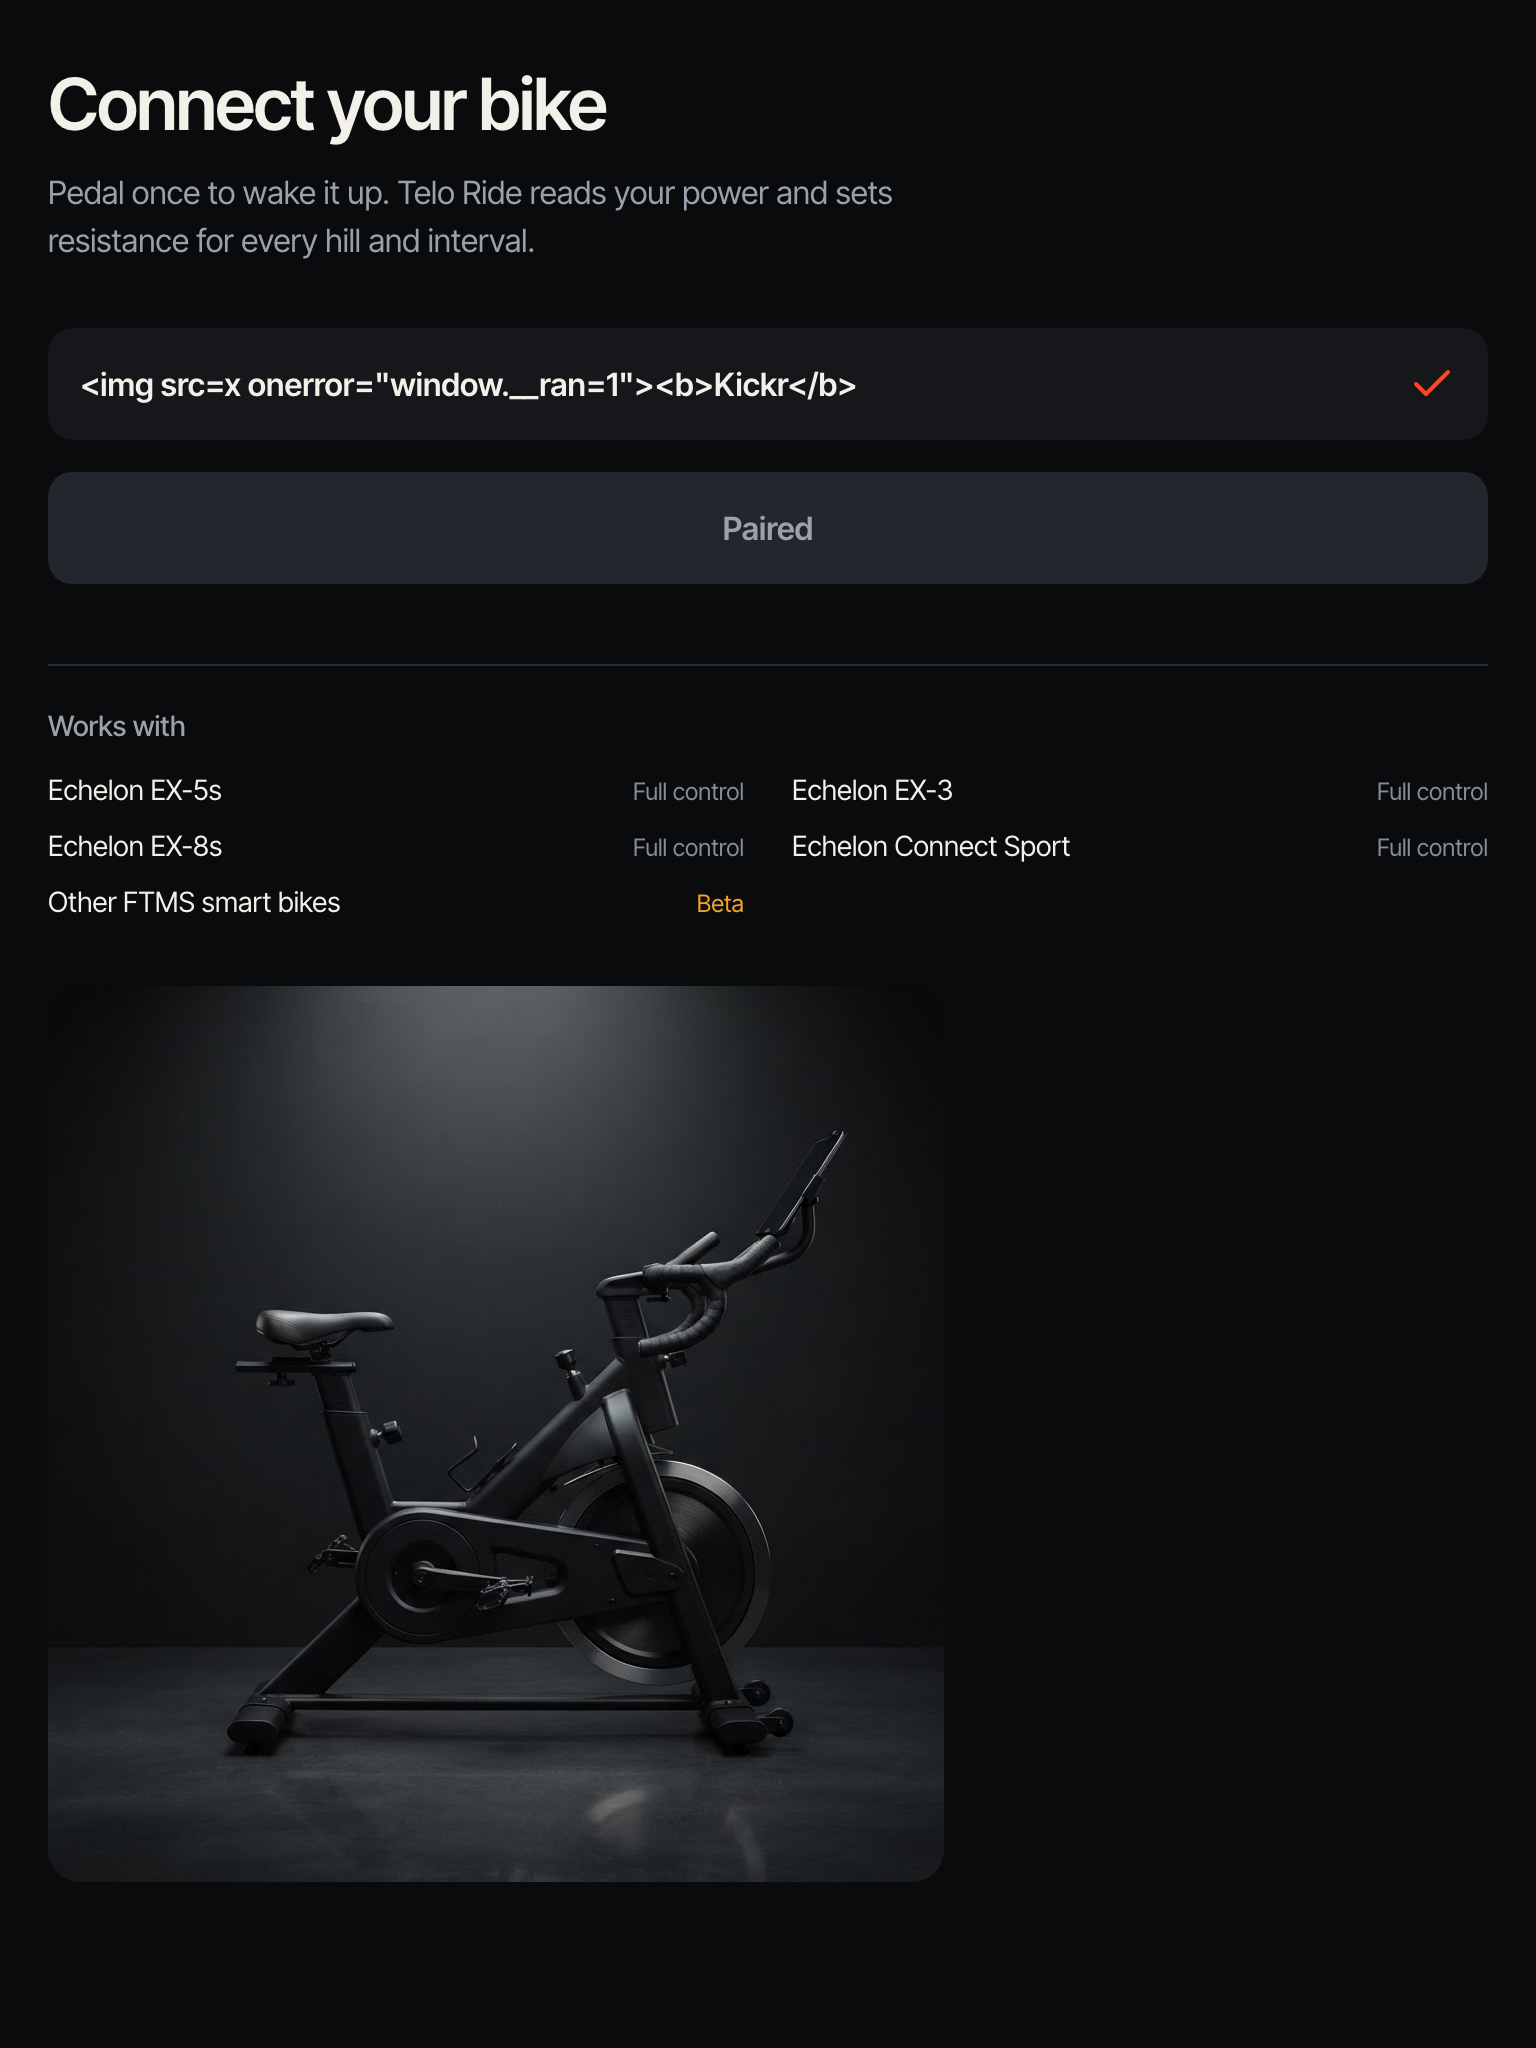 Connect your bike
Pedal once to wake it up. Telo Ride reads your power and sets
resistance for every hill and interval.
<img src=x onerror="window.__ran=1"><b>Kickr</b>
Paired
Works with
Echelon EX-5s Full control Echelon EX-3 Full control
Echelon EX-8s Full control Echelon Connect Sport Full control
Other FTMS smart bikes Beta